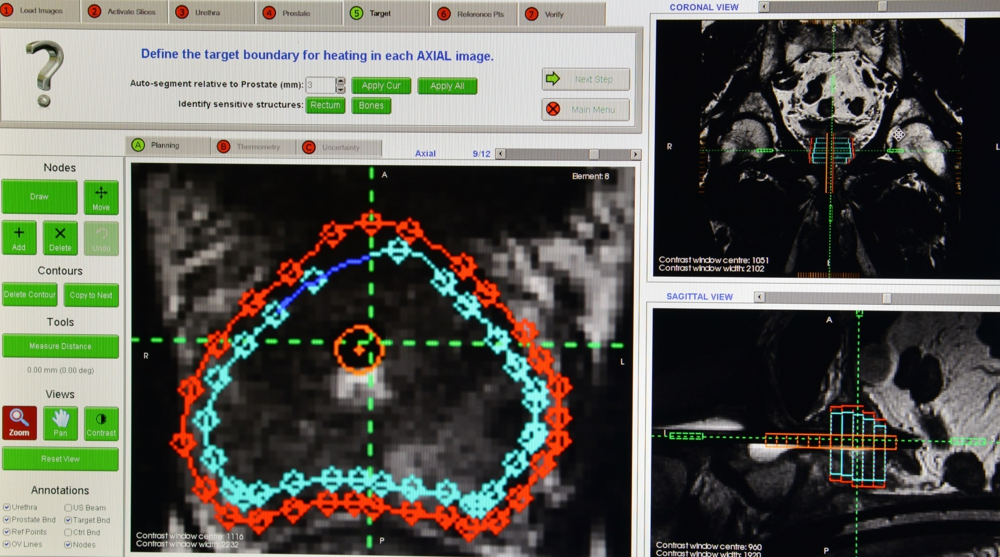 1 Load Images
2 Activate Slices
3 Urethra
4 Prostate
5 Target
6 Reference Pts
7 Verify
Define the target boundary for heating in each AXIAL image.
Auto-segment relative to Prostate (mm): 3 Apply Cur Apply All
Identify sensitive structures: Rectum Bones
Next Step
Main Menu
A Planning
B Thermometry
C Uncertainty
Axial 9/12
Nodes
Draw
Move
Add
Delete
Undo
Contours
Delete Contour
Copy to Next
Tools
Measure Distance
0.00 mm (0.00 deg)
Views
Zoom
Pan
Contrast
Reset View
Annotations
Urethra
US Beam
Prostate Bnd
Target Bnd
Ref Points
Ctrl Bnd
OV Lines
Nodes
A
Element: 8
R
L
P
Contrast window centre: 1116
Contrast window width: 2232
CORONAL VIEW
S
R
L
I
Contrast window centre: 1051
Contrast window width: 2102
SAGITTAL VIEW
A
L
S
P
Contrast window centre: 960
Contrast window width: 1920